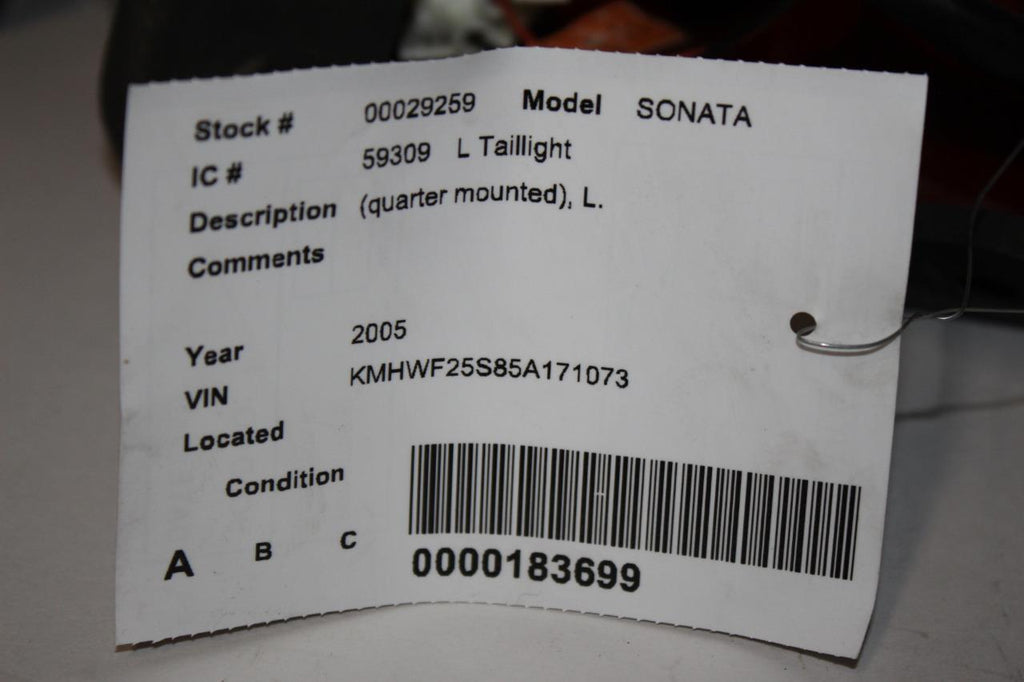 Stock # 00029259 Model SONATA
IC # 59309 L Taillight
Description (quarter mounted), L.
Comments
Year 2005
VIN KMHWF25S85A171073
Located
Condition
A B C
0000183699